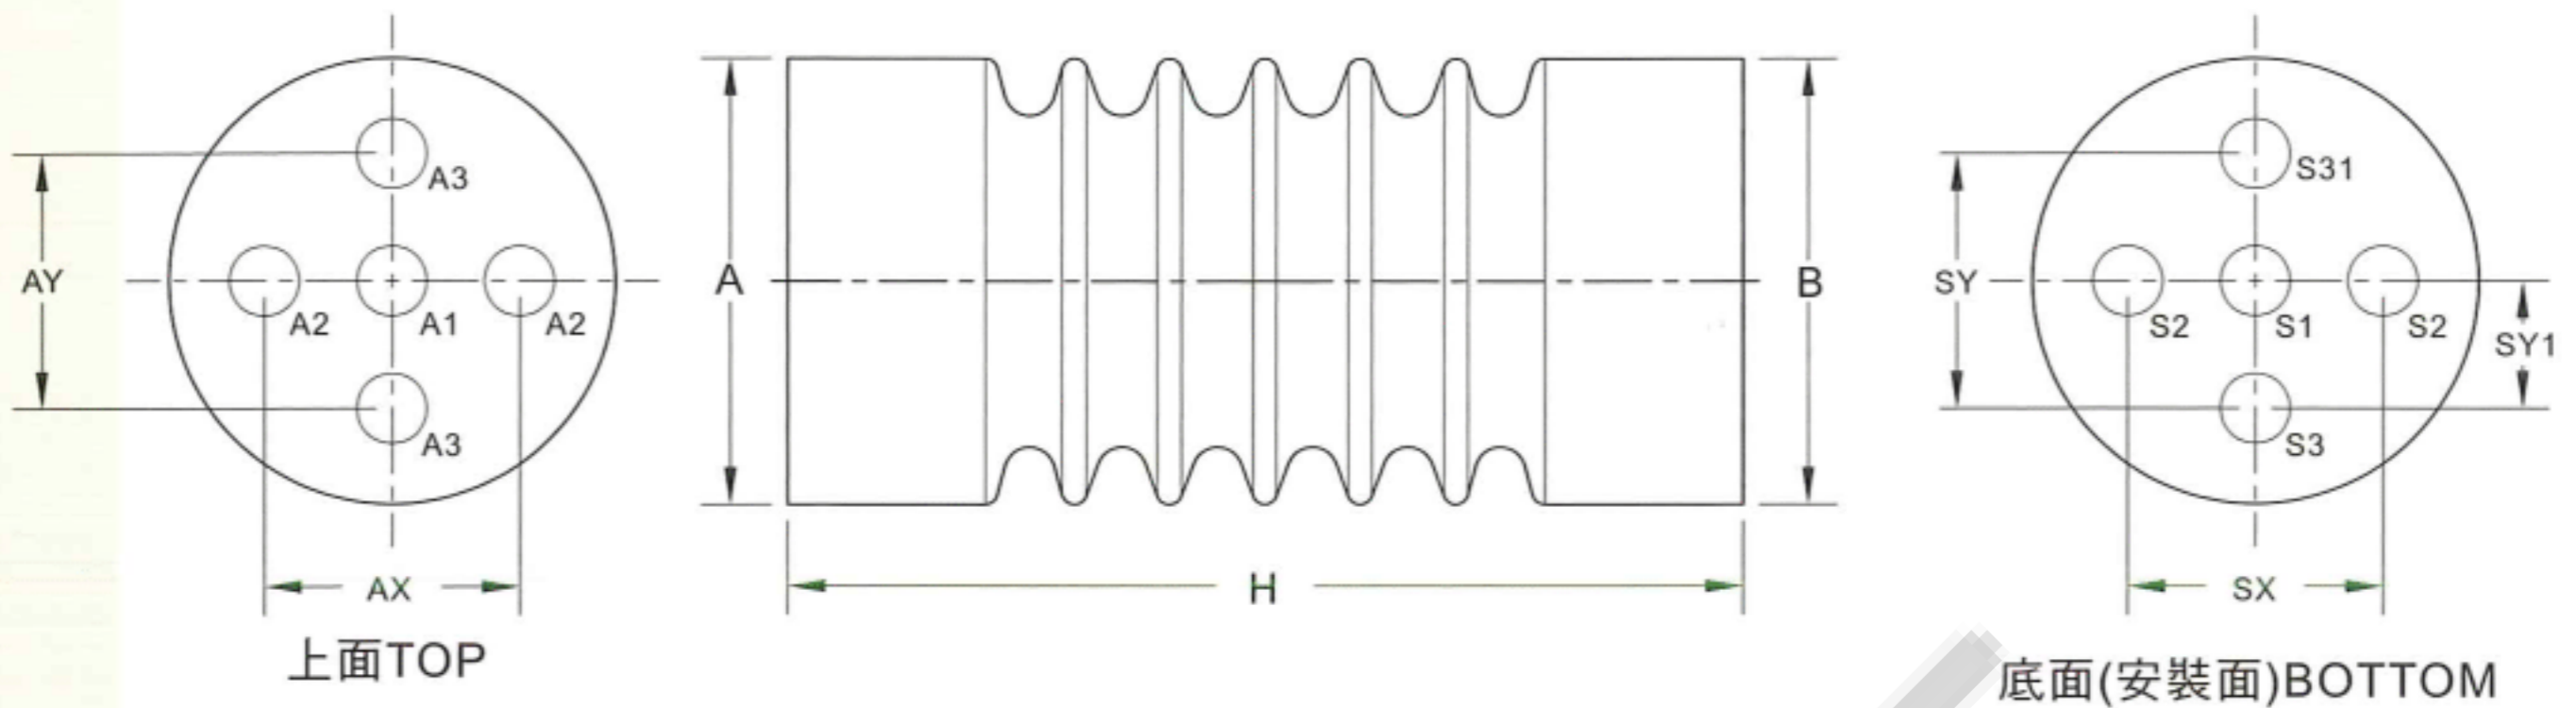 A3
AY
A2
A1
A2
A3
AX
上面TOP
A
B
H
S31
SY
S2
S1
S2
SY1
S3
SX
底面(安裝面)BOTTOM